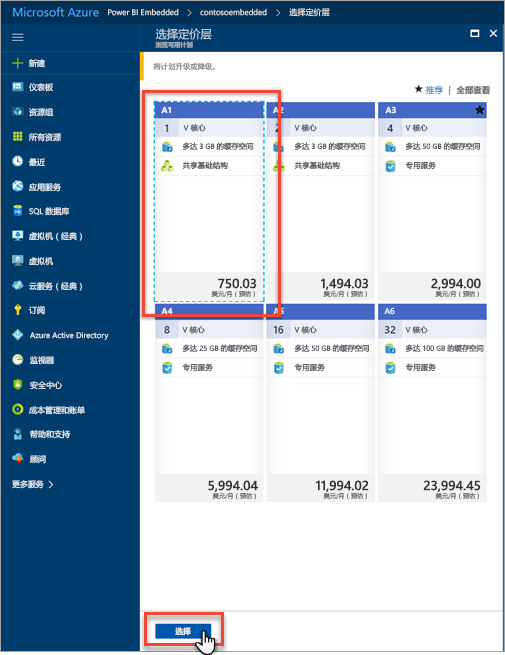 Microsoft Azure Power BI Embedded > contosoembedded > 选择定价层
选择定价层
浏览可用计划
将计划升级或降级。
★ 推荐 | 全部查看
新建
仪表板
资源组
所有资源
最近
应用服务
SQL 数据库
虚拟机（经典）
虚拟机
云服务（经典）
订阅
Azure Active Directory
监视器
安全中心
成本管理和账单
帮助和支持
顾问
更多服务 >
A1
1 V 核心
多达 3 GB 的缓存空间
共享基础结构
750.03
美元/月（预估）
A2
2 V 核心
多达 3 GB 的缓存空间
共享基础结构
1,494.03
美元/月（预估）
A3 ★
4 V 核心
多达 50 GB 的缓存空间
专用服务
2,994.00
美元/月（预估）
A4
8 V 核心
多达 25 GB 的缓存空间
专用服务
5,994.04
美元/月（预估）
A5
16 V 核心
多达 50 GB 的缓存空间
专用服务
11,994.02
美元/月（预估）
A6
32 V 核心
多达 100 GB 的缓存空间
专用服务
23,994.45
美元/月（预估）
选择